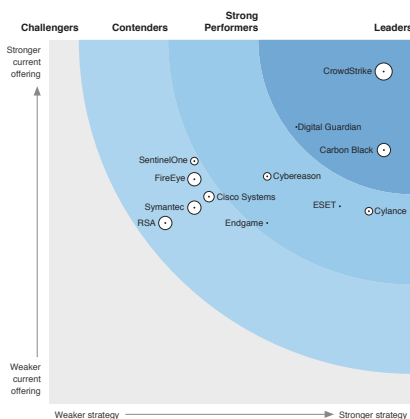 Challengers Contenders Strong Performers Leaders
Stronger
current
offering
CrowdStrike
Digital Guardian
Carbon Black
SentinelOne
FireEye
Cybereason
Cisco Systems
Symantec
ESET
Cylance
RSA
Endgame
Weaker
current
offering
Weaker strategy
Stronger strategy